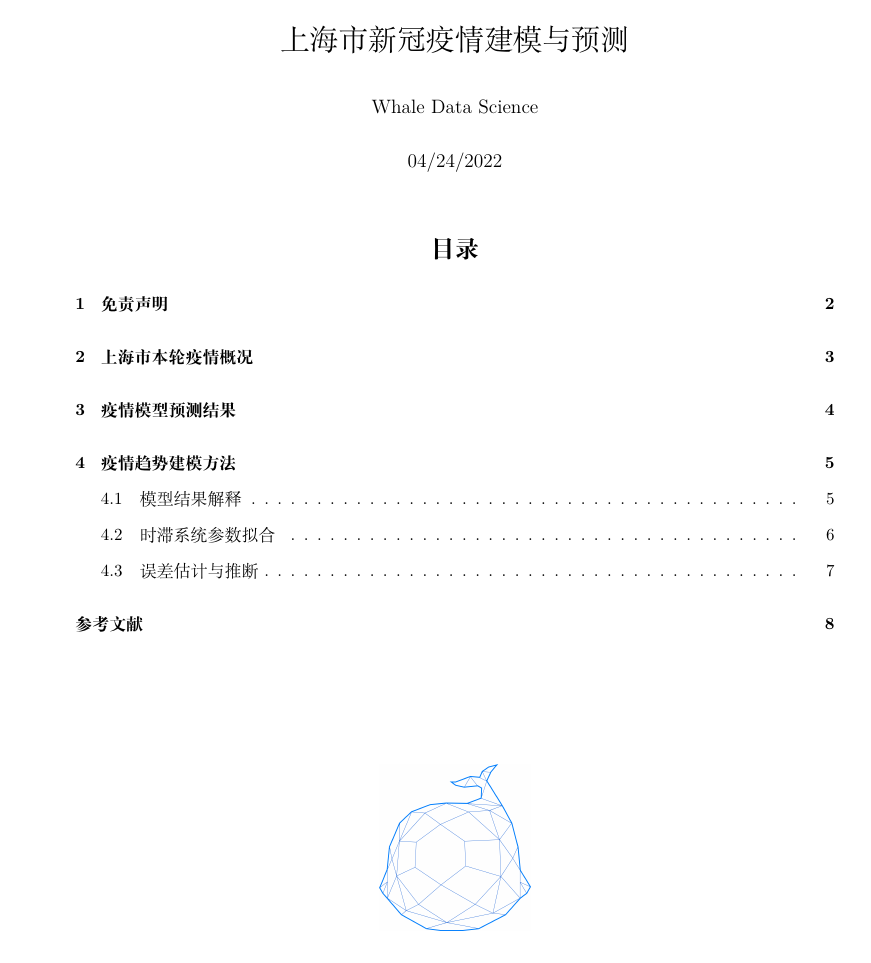 上海市新冠疫情建模与预测
Whale Data Science
04/24/2022
目录
1 免责声明 2
2 上海市本轮疫情概况 3
3 疫情模型预测结果 4
4 疫情趋势建模方法 5
4.1 模型结果解释 . . . . . . . . . . . . . . . . . . . . . . . . . . . . . . . . . . . . . . . . . . 5
4.2 时滞系统参数拟合 . . . . . . . . . . . . . . . . . . . . . . . . . . . . . . . . . . . . . . . 6
4.3 误差估计与推断 . . . . . . . . . . . . . . . . . . . . . . . . . . . . . . . . . . . . . . . . . 7
参考文献 8